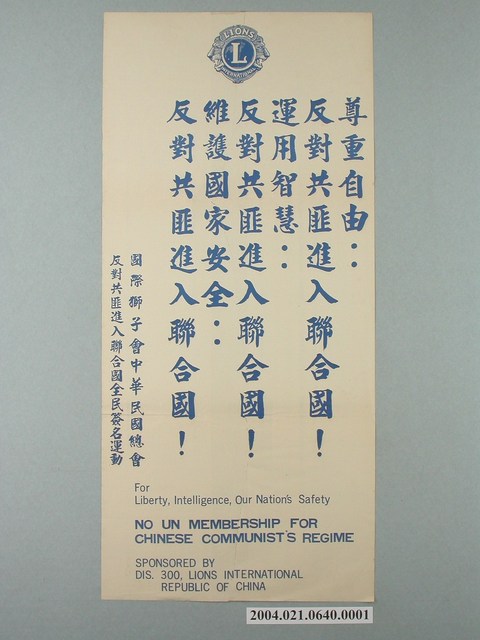 LIONS
L
INTERNATIONAL
尊重自由：
反對共匪進入聯合國！
運用智慧：
反對共匪進入聯合國！
維護國家安全：
反對共匪進入聯合國！
國際獅子會中華民國總會
反對共匪進入聯合國全民簽名運動
For
Liberty, Intelligence, Our Nation's Safety
NO UN MEMBERSHIP FOR
CHINESE COMMUNIST'S REGIME
SPONSORED BY
DIS. 300, LIONS INTERNATIONAL
REPUBLIC OF CHINA
2004.021.0640.0001